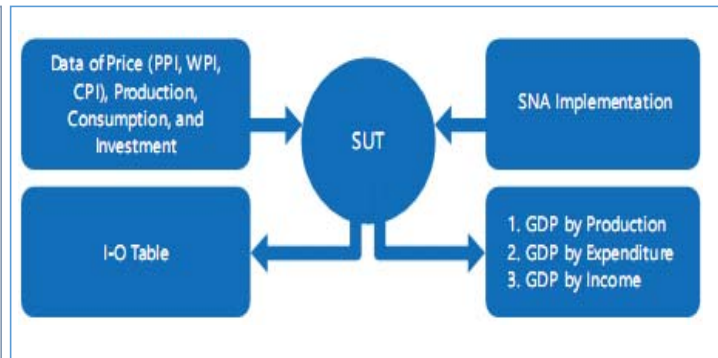 Data of Price (PPI, WPI,
CPI), Production,
Consumption, and
Investment
SUT
SNA Implementation
I-O Table
1. GDP by Production
2. GDP by Expenditure
3. GDP by Income